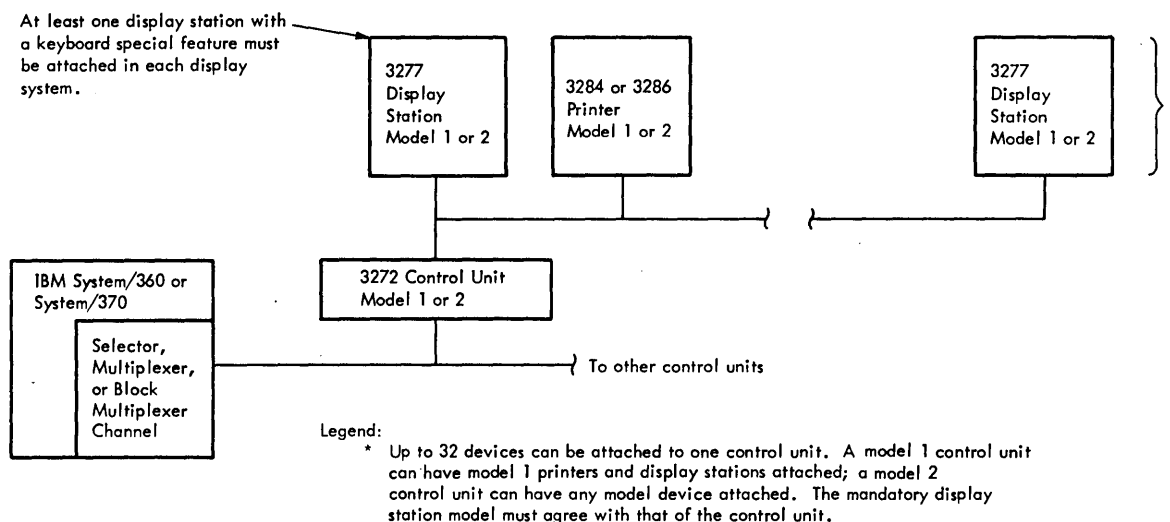 At least one display station with
a keyboard special feature must
be attached in each display
system.
3277
Display
Station
Model 1 or 2
3284 or 3286
Printer
Model 1 or 2
3277
Display
Station
Model 1 or 2
IBM System/360 or
System/370
Selector,
Multiplexer,
or Block
Multiplexer
Channel
3272 Control Unit
Model 1 or 2
To other control units
Legend:
* Up to 32 devices can be attached to one control unit. A model 1 control unit
can have model 1 printers and display stations attached; a model 2
control unit can have any model device attached. The mandatory display
station model must agree with that of the control unit.